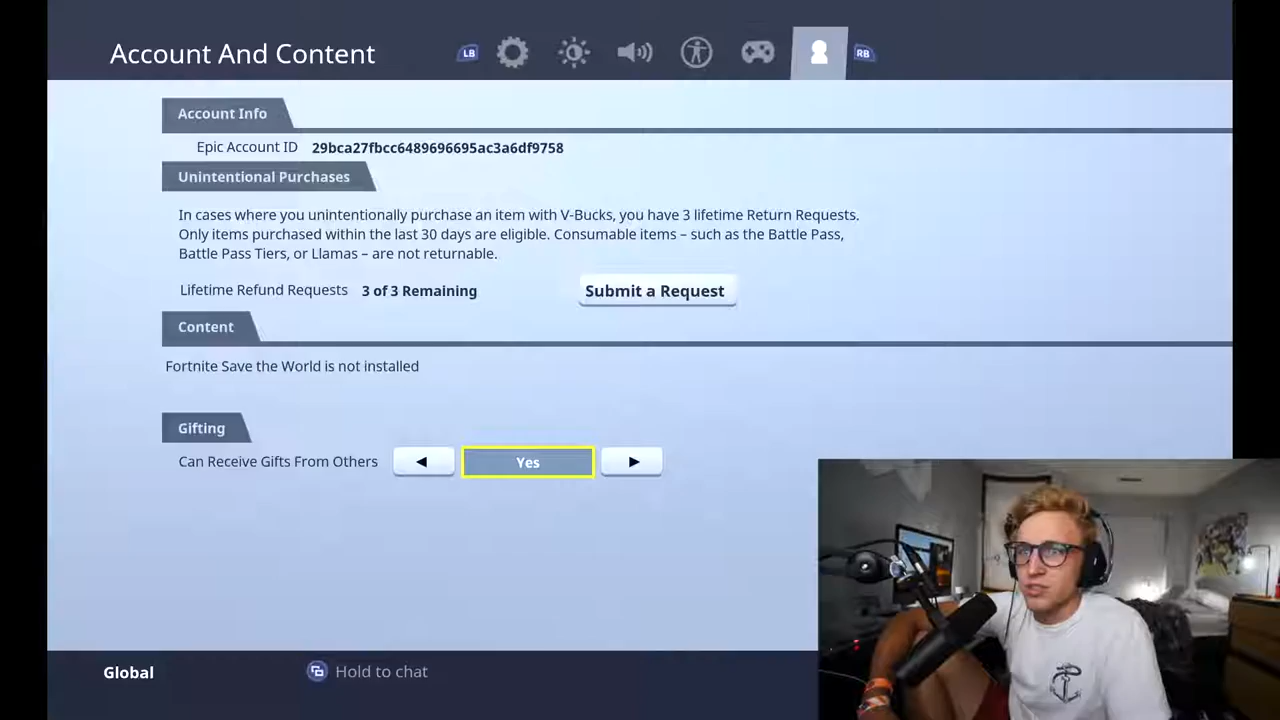 Account And Content
LB
RB
Account Info
Epic Account ID 29bca27fbcc6489696695ac3a6df9758
Unintentional Purchases
In cases where you unintentionally purchase an item with V-Bucks, you have 3 lifetime Return Requests.
Only items purchased within the last 30 days are eligible. Consumable items – such as the Battle Pass,
Battle Pass Tiers, or Llamas – are not returnable.
Lifetime Refund Requests 3 of 3 Remaining
Submit a Request
Content
Fortnite Save the World is not installed
Gifting
Can Receive Gifts From Others
Yes
Global
Hold to chat